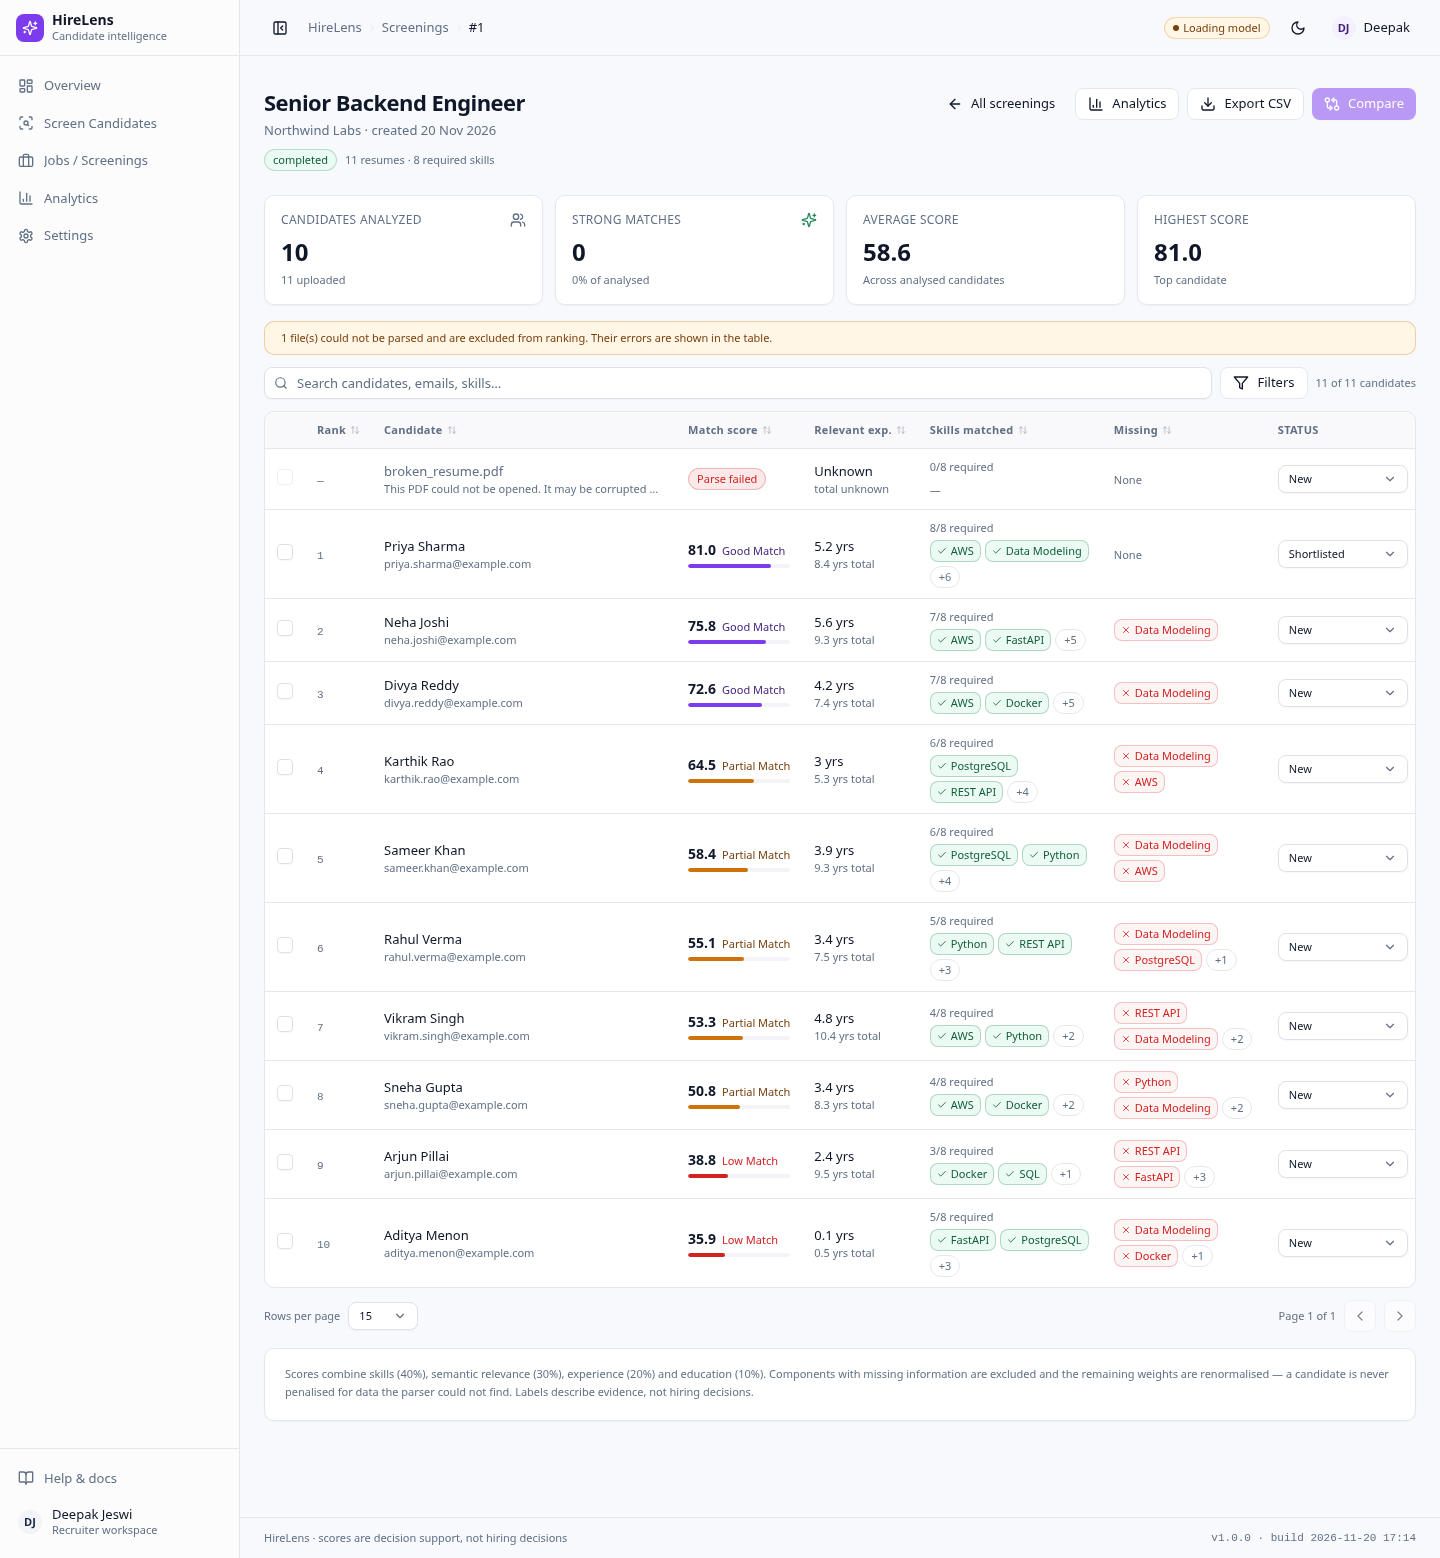 HireLens
Candidate intelligence
Overview
Screen Candidates
Jobs / Screenings
Analytics
Settings
Help & docs
DJ
Deepak Jeswi
Recruiter workspace
HireLens › Screenings › #1
Loading model
DJ Deepak
Senior Backend Engineer
Northwind Labs · created 20 Nov 2026
completed 11 resumes · 8 required skills
All screenings Analytics Export CSV Compare
CANDIDATES ANALYZED
10
11 uploaded
STRONG MATCHES
0
0% of analysed
AVERAGE SCORE
58.6
Across analysed candidates
HIGHEST SCORE
81.0
Top candidate
1 file(s) could not be parsed and are excluded from ranking. Their errors are shown in the table.
Search candidates, emails, skills...
Filters 11 of 11 candidates
Rank Candidate Match score Relevant exp. Skills matched Missing STATUS
—
broken_resume.pdf
This PDF could not be opened. It may be corrupted ...
Parse failed
Unknown
total unknown
0/8 required
—
None
New
1
Priya Sharma
priya.sharma@example.com
81.0 Good Match
5.2 yrs
8.4 yrs total
8/8 required
AWS Data Modeling
+6
None
Shortlisted
2
Neha Joshi
neha.joshi@example.com
75.8 Good Match
5.6 yrs
9.3 yrs total
7/8 required
AWS FastAPI +5
Data Modeling
New
3
Divya Reddy
divya.reddy@example.com
72.6 Good Match
4.2 yrs
7.4 yrs total
7/8 required
AWS Docker +5
Data Modeling
New
4
Karthik Rao
karthik.rao@example.com
64.5 Partial Match
3 yrs
5.3 yrs total
6/8 required
PostgreSQL
REST API +4
Data Modeling
AWS
New
5
Sameer Khan
sameer.khan@example.com
58.4 Partial Match
3.9 yrs
9.3 yrs total
6/8 required
PostgreSQL Python
+4
Data Modeling
AWS
New
6
Rahul Verma
rahul.verma@example.com
55.1 Partial Match
3.4 yrs
7.5 yrs total
5/8 required
Python REST API
+3
Data Modeling
PostgreSQL +1
New
7
Vikram Singh
vikram.singh@example.com
53.3 Partial Match
4.8 yrs
10.4 yrs total
4/8 required
AWS Python +2
REST API
Data Modeling +2
New
8
Sneha Gupta
sneha.gupta@example.com
50.8 Partial Match
3.4 yrs
8.3 yrs total
4/8 required
AWS Docker +2
Python
Data Modeling +2
New
9
Arjun Pillai
arjun.pillai@example.com
38.8 Low Match
2.4 yrs
9.5 yrs total
3/8 required
Docker SQL +1
REST API
FastAPI +3
New
10
Aditya Menon
aditya.menon@example.com
35.9 Low Match
0.1 yrs
0.5 yrs total
5/8 required
FastAPI PostgreSQL
+3
Data Modeling
Docker +1
New
Rows per page 15
Page 1 of 1
Scores combine skills (40%), semantic relevance (30%), experience (20%) and education (10%). Components with missing information are excluded and the remaining weights are renormalised — a candidate is never
penalised for data the parser could not find. Labels describe evidence, not hiring decisions.
HireLens · scores are decision support, not hiring decisions
v1.0.0 · build 2026-11-20 17:14